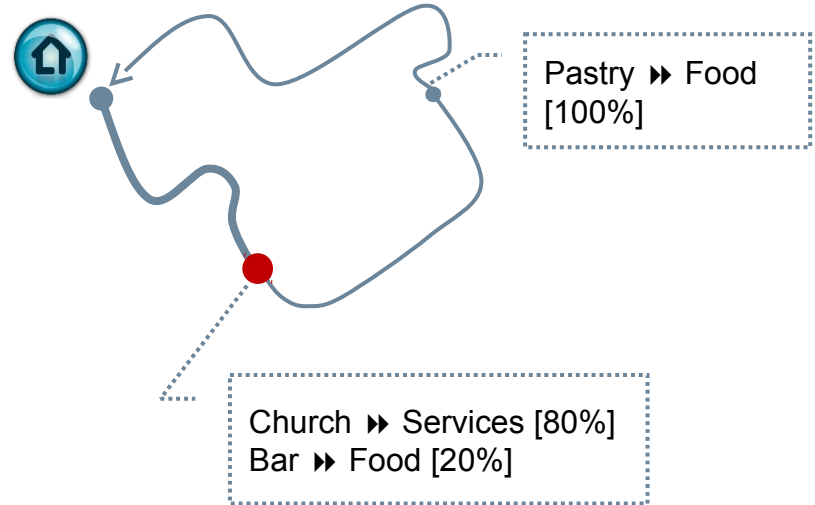 Pastry ⏩ Food
[100%]
Church ⏩ Services [80%]
Bar ⏩ Food [20%]